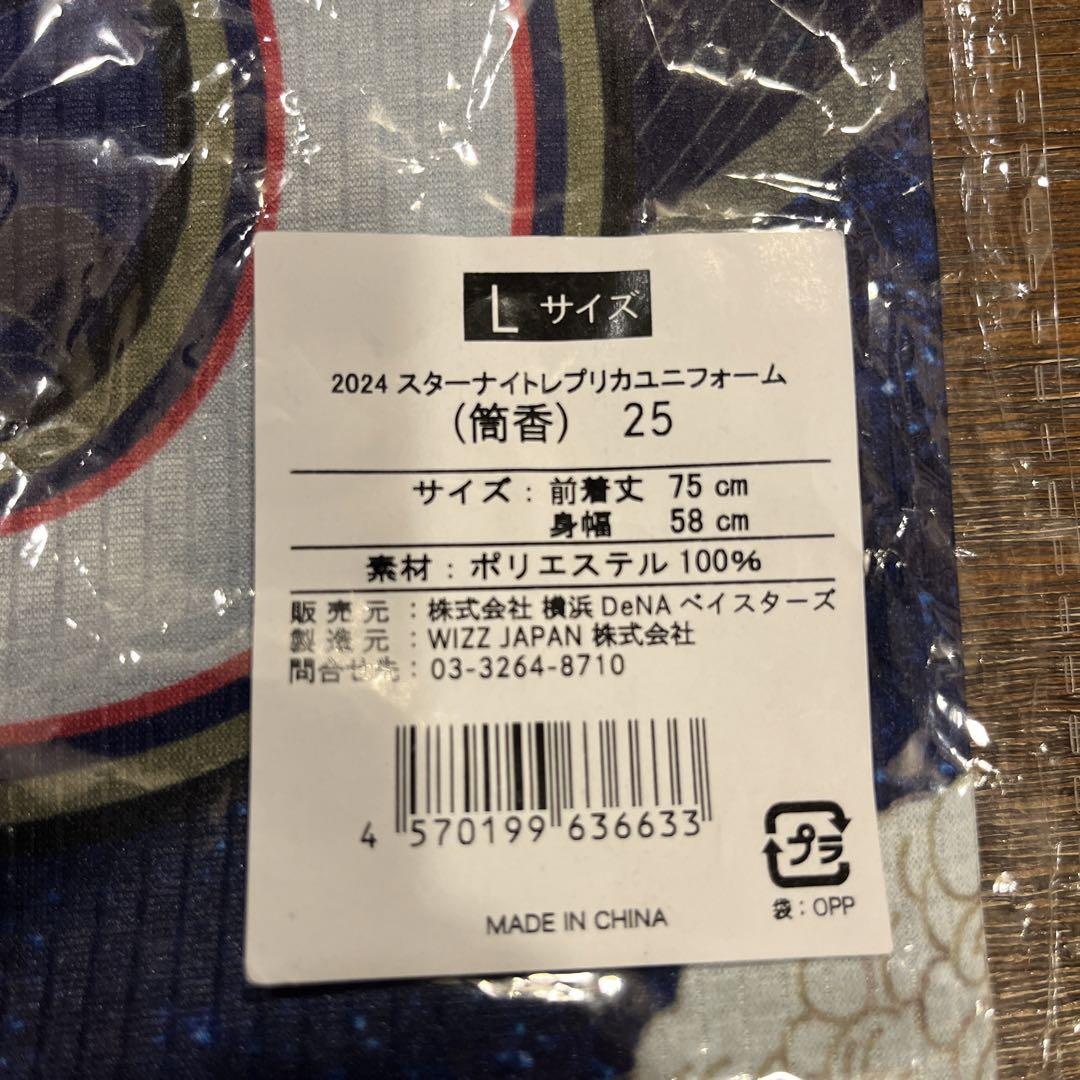 L サイズ
2024 スターナイトレプリカユニフォーム
(筒香) 25
サイズ : 前着丈 75 cm
身幅 58 cm
素材 : ポリエステル 100%
販売元 : 株式会社 横浜 DeNA ベイスターズ
製造元 : WIZZ JAPAN 株式会社
問合せ先 : 03-3264-8710
4 570199 636633
プラ
袋 : OPP
MADE IN CHINA